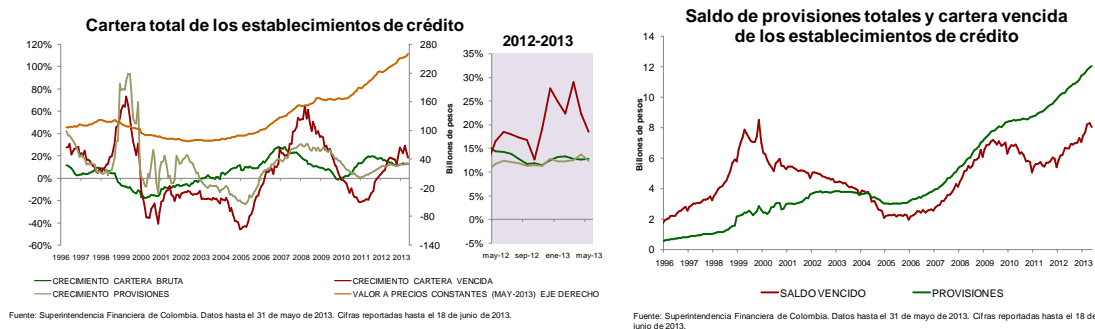 Cartera total de los establecimientos de crédito
120%
100%
80%
60%
40%
20%
0%
-20%
-40%
-60%
280
220
160
100
40
-20
-80
-140
Billones de pesos
1996 1997 1998 1999 2000 2001 2002 2003 2004 2005 2006 2007 2008 2009 2010 2011 2012 2013
2012-2013
35%
30%
25%
20%
15%
10%
5%
0%
-5%
may-12 sep-12 ene-13 may-13
CRECIMIENTO CARTERA BRUTA
CRECIMIENTO CARTERA VENCIDA
CRECIMIENTO PROVISIONES
VALOR A PRECIOS CONSTANTES (MAY-2013) EJE DERECHO
Fuente: Superintendencia Financiera de Colombia. Datos hasta el 31 de mayo de 2013. Cifras reportadas hasta el 18 de junio de 2013.
Saldo de provisiones totales y cartera vencida
de los establecimientos de crédito
Billones de pesos
14
12
10
8
6
4
2
0
1996 1997 1998 1999 2000 2001 2002 2003 2004 2005 2006 2007 2008 2009 2010 2011 2012 2013
SALDO VENCIDO
PROVISIONES
Fuente: Superintendencia Financiera de Colombia. Datos hasta el 31 de mayo de 2013. Cifras reportadas hasta el 18 de
junio de 2013.